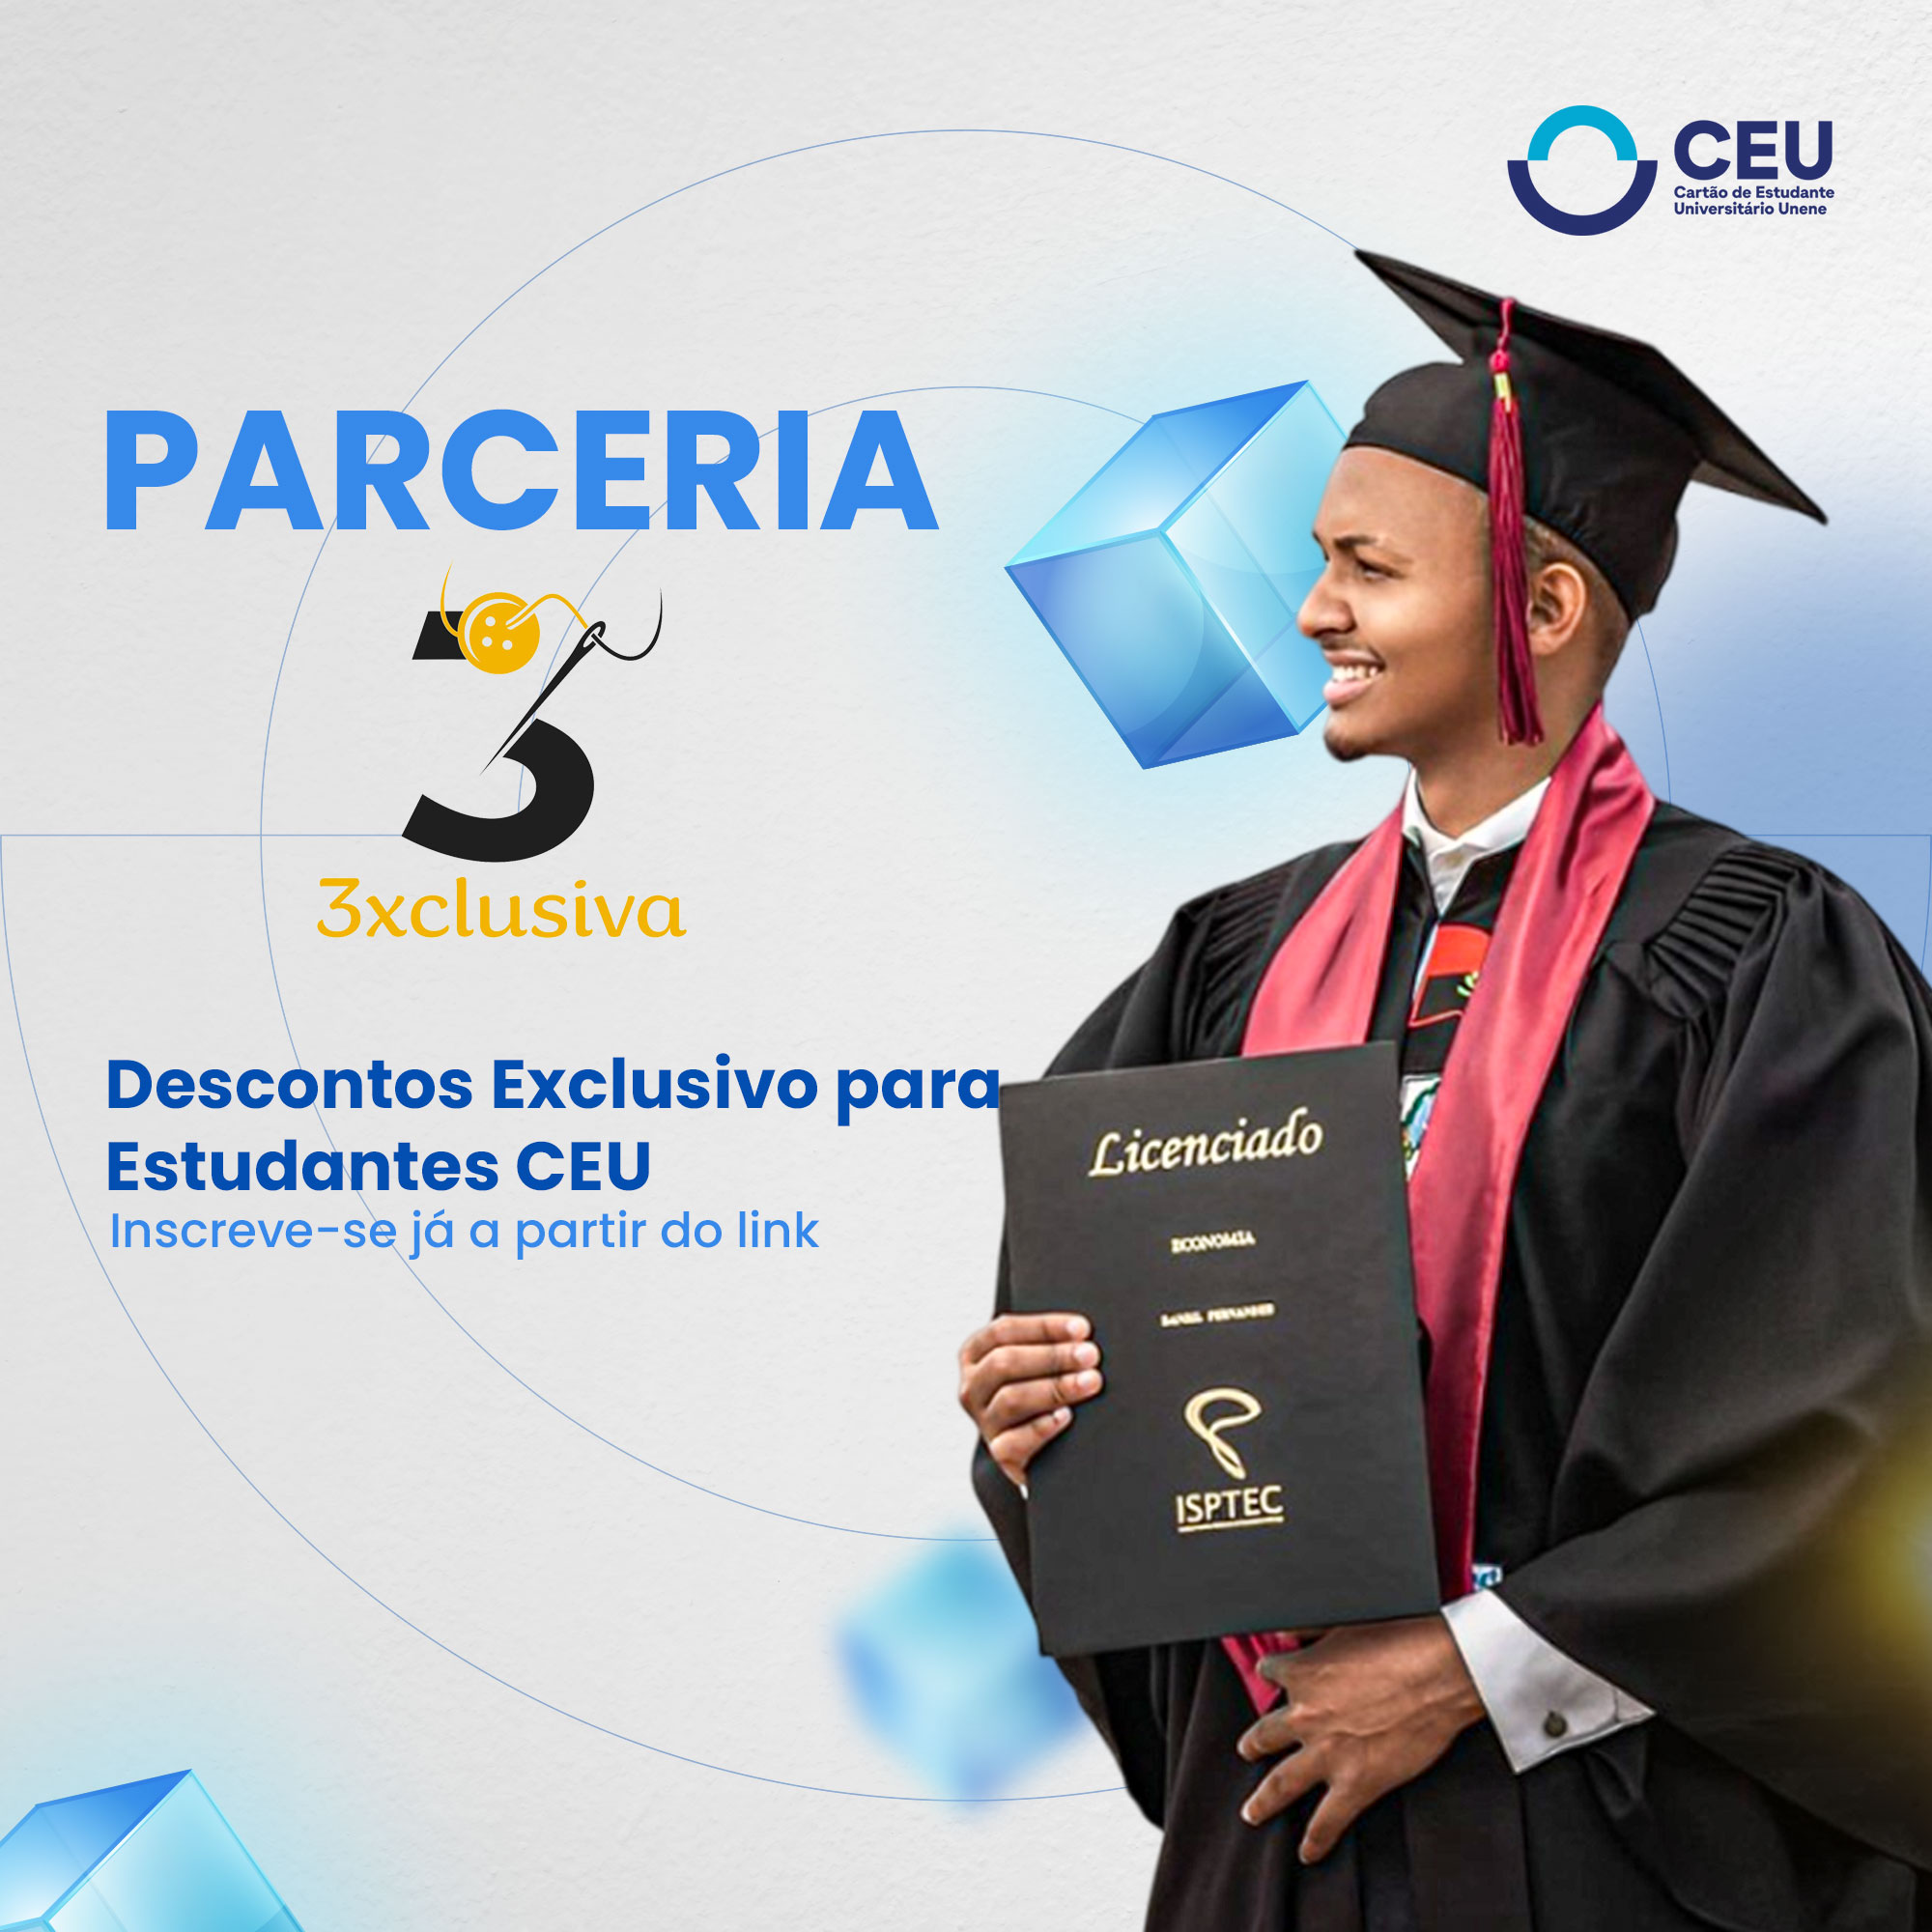 CEU
Cartão de Estudante
Universitário Unene
PARCERIA
3xclusiva
Descontos Exclusivo para
Estudantes CEU
Inscreve-se já a partir do link
Licenciado
ECONOMIA
ISPTEC